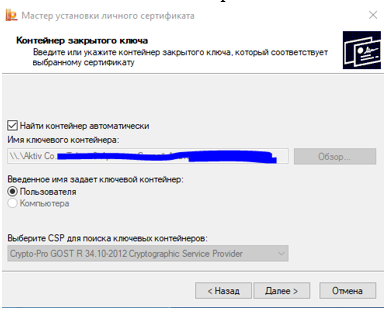 Мастер установки личного сертификата
Контейнер закрытого ключа
Введите или укажите контейнер закрытого ключа, который соответствует
выбранному сертификату
Найти контейнер автоматически
Имя ключевого контейнера:
\\.\Aktiv Co
Обзор...
Введенное имя задает ключевой контейнер:
Пользователя
Компьютера
Выберите CSP для поиска ключевых контейнеров:
Crypto-Pro GOST R 34.10-2012 Cryptographic Service Provider
< Назад
Далее >
Отмена